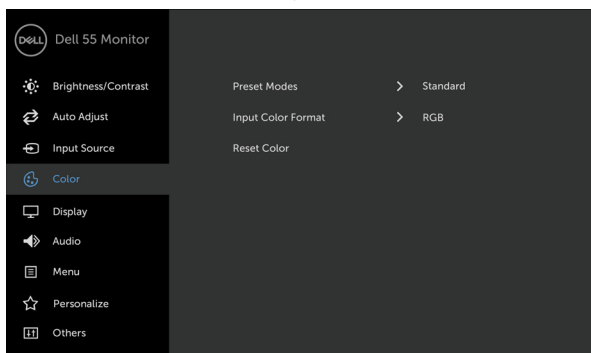 DELL Dell 55 Monitor
Brightness/Contrast
Auto Adjust
Input Source
Color
Display
Audio
Menu
Personalize
Others
Preset Modes > Standard
Input Color Format > RGB
Reset Color